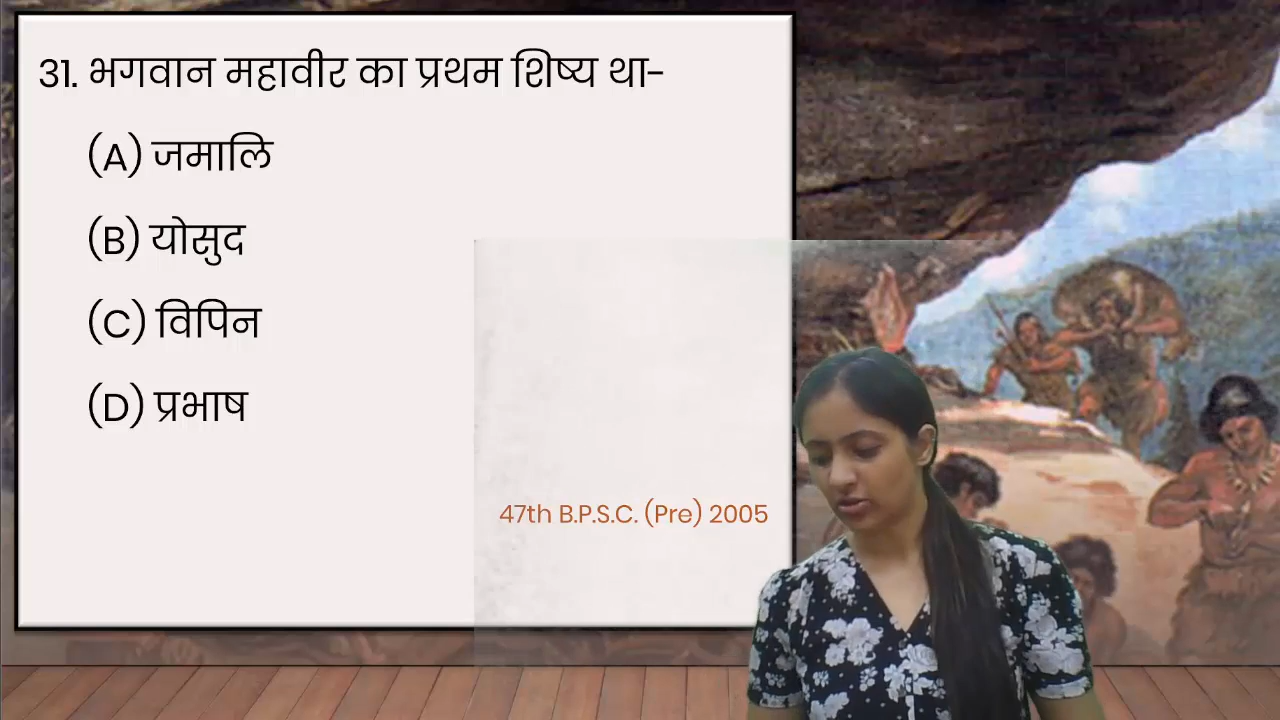 31. भगवान महावीर का प्रथम शिष्य था-
(A) जमालि
(B) योसुद
(C) विपिन
(D) प्रभाष
47th B.P.S.C. (Pre) 2005